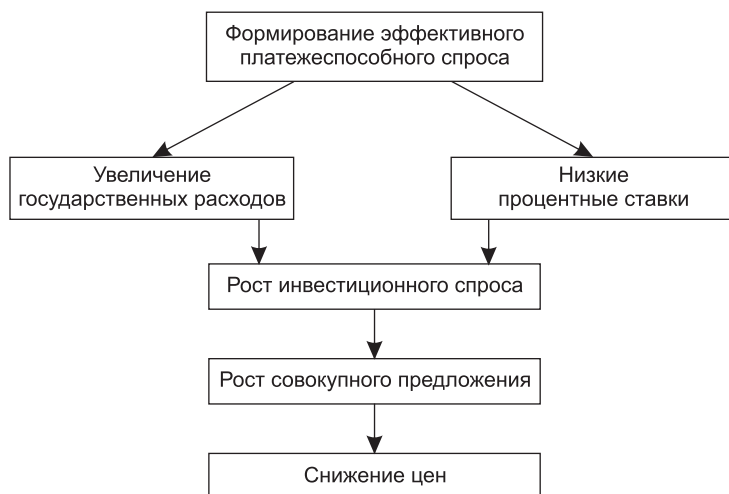 Формирование эффективного
платежеспособного спроса
Увеличение
государственных расходов
Низкие
процентные ставки
Рост инвестиционного спроса
Рост совокупного предложения
Снижение цен